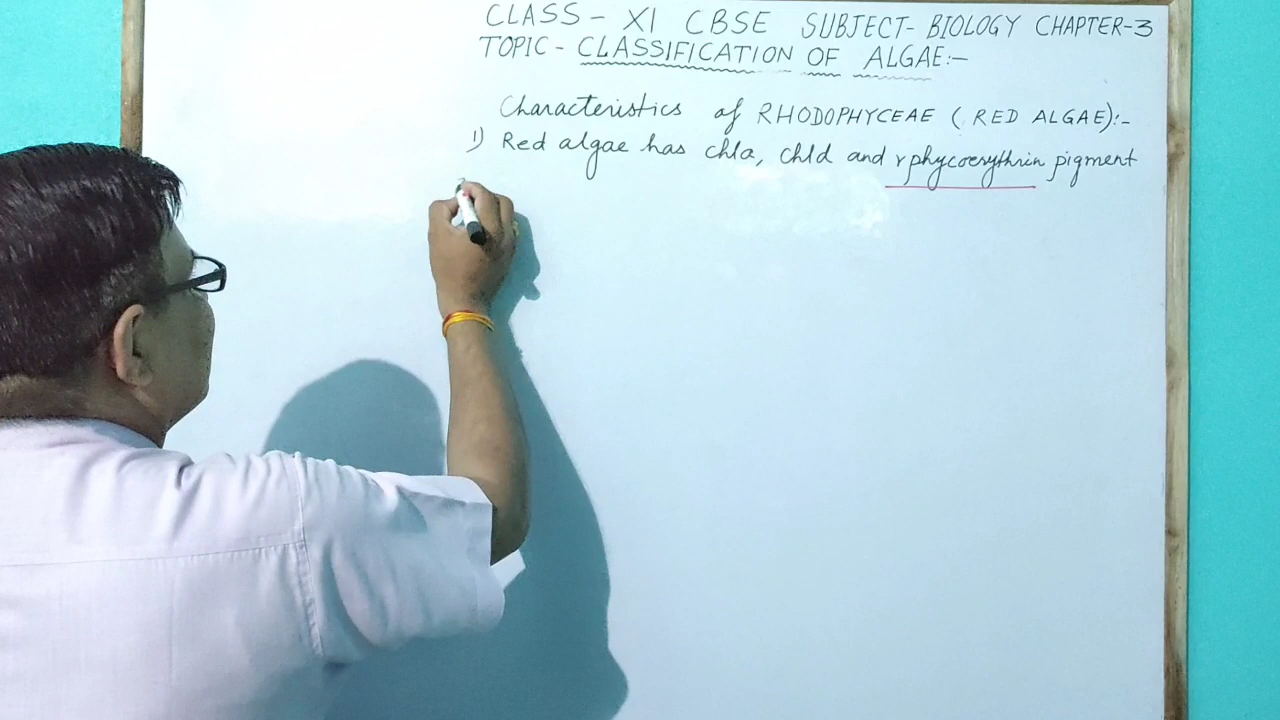 CLASS - XI CBSE SUBJECT- BIOLOGY CHAPTER-3
TOPIC - CLASSIFICATION OF ALGAE:-
Characteristics of RHODOPHYCEAE (RED ALGAE):-
1) Red algae has chla, chld and r phycoerythrin pigment